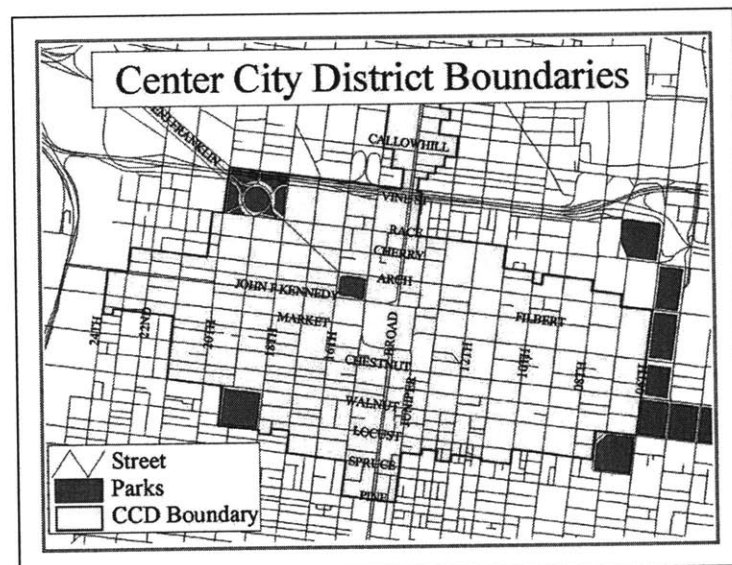 Center City District Boundaries
CALLOWHILL
VINE ST
RACE
CHERRY
ARCH
JOHN F KENNEDY
MARKET
FILBERT
BROAD
24TH
22ND
20TH
18TH
16TH
12TH
10TH
08TH
CHESTNUT
WALNUT
JUNIPER
LOCUST
SPRUCE
PINE
Street
Parks
CCD Boundary